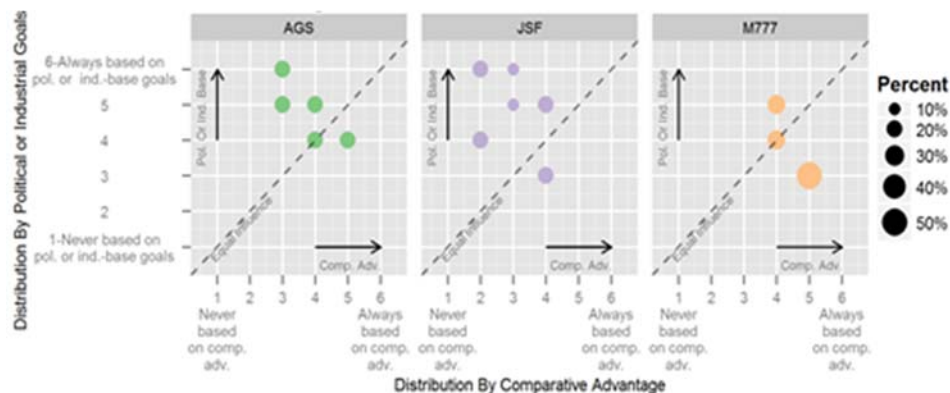 AGS
JSF
M777
Distribution By Political or Industrial Goals
6-Always based on
pol. or ind.-base goals
5
4
3
2
1-Never based on
pol. or ind.-base goals
Pol. Or Ind. Base
Equal Influence
Comp. Adv.
Pol. Or Ind. Base
Equal Influence
Comp. Adv.
Pol. Or Ind. Base
Equal Influence
Comp. Adv.
1 2 3 4 5 6
Never
based
on comp.
adv.
Always
based
on comp.
adv.
1 2 3 4 5 6
Never
based
on comp.
adv.
Always
based
on comp.
adv.
1 2 3 4 5 6
Never
based
on comp.
adv.
Always
based
on comp.
adv.
Distribution By Comparative Advantage
Percent
10%
20%
30%
40%
50%